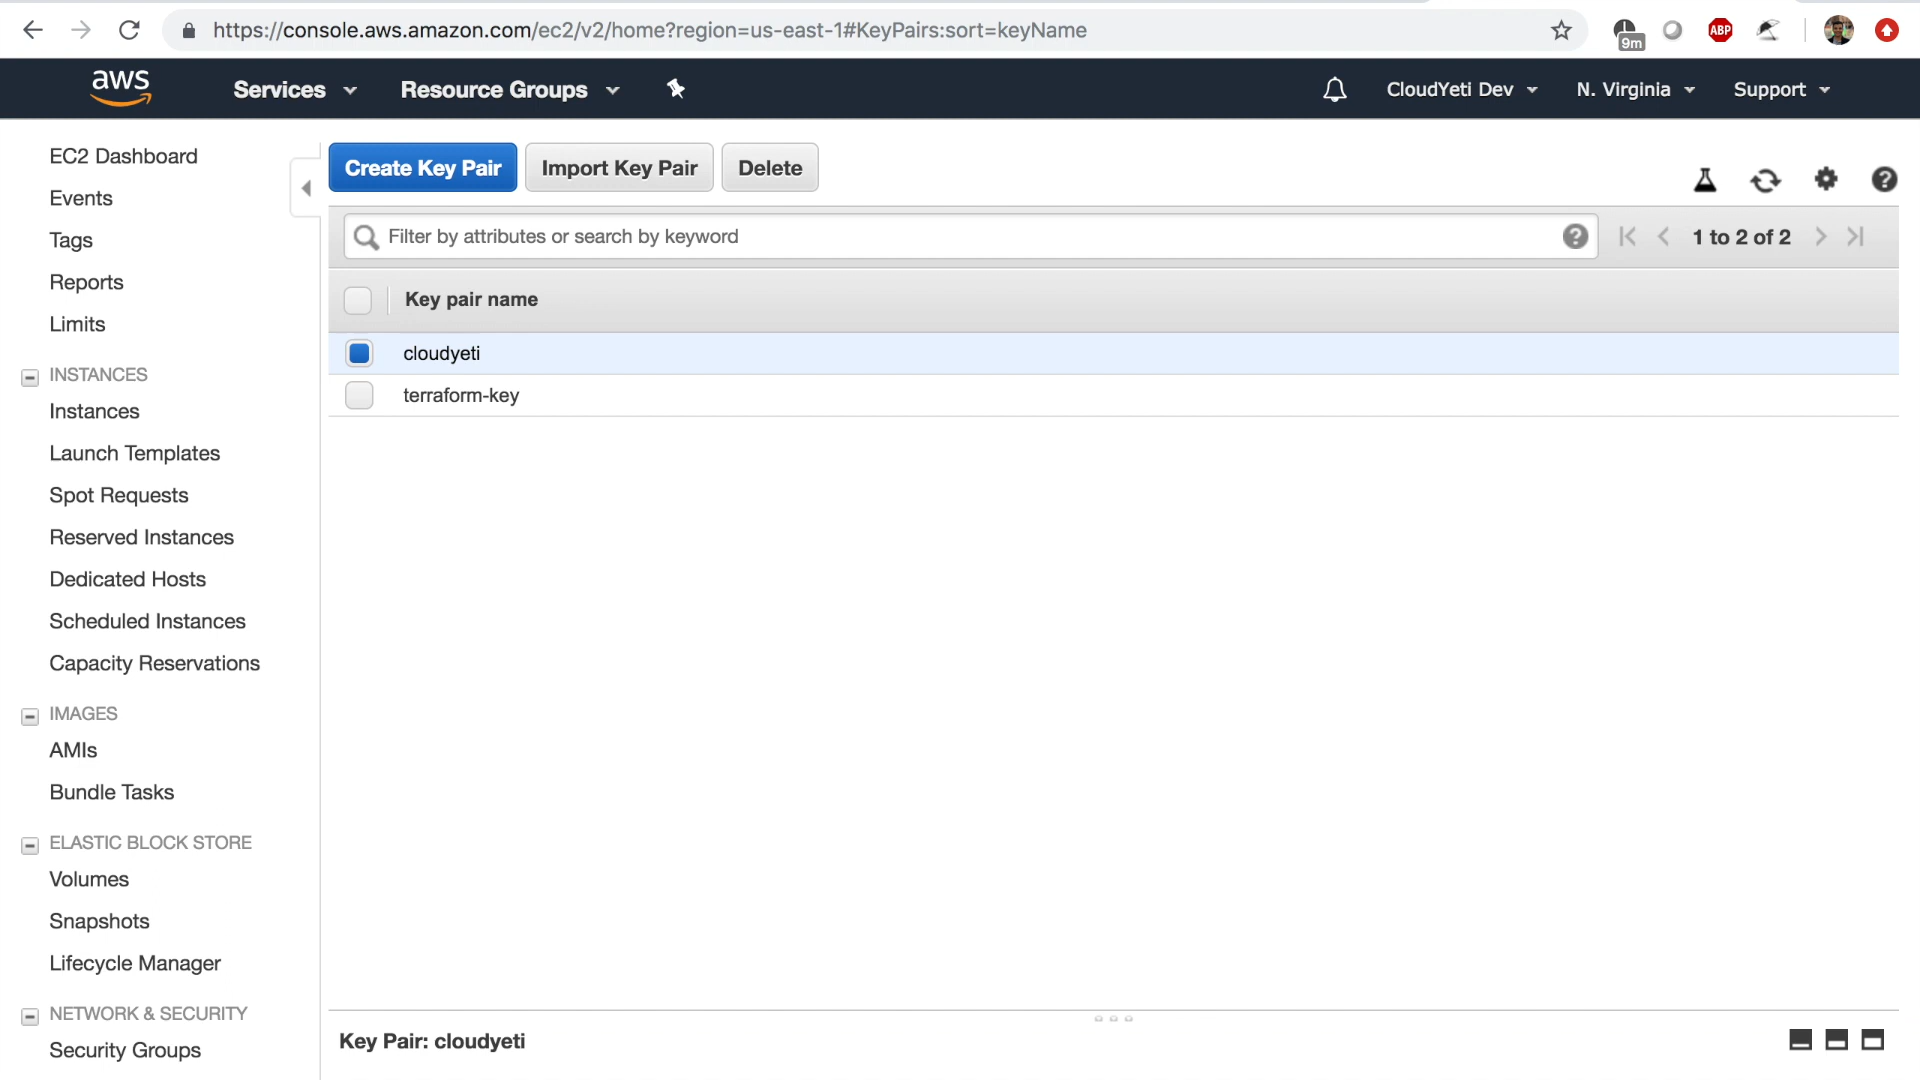 https://console.aws.amazon.com/ec2/v2/home?region=us-east-1#KeyPairs:sort=keyName
9m
ABP
aws
Services
Resource Groups
CloudYeti Dev
N. Virginia
Support
EC2 Dashboard
Events
Tags
Reports
Limits
INSTANCES
Instances
Launch Templates
Spot Requests
Reserved Instances
Dedicated Hosts
Scheduled Instances
Capacity Reservations
IMAGES
AMIs
Bundle Tasks
ELASTIC BLOCK STORE
Volumes
Snapshots
Lifecycle Manager
NETWORK & SECURITY
Security Groups
Create Key Pair
Import Key Pair
Delete
Filter by attributes or search by keyword
1 to 2 of 2
Key pair name
cloudyeti
terraform-key
Key Pair: cloudyeti